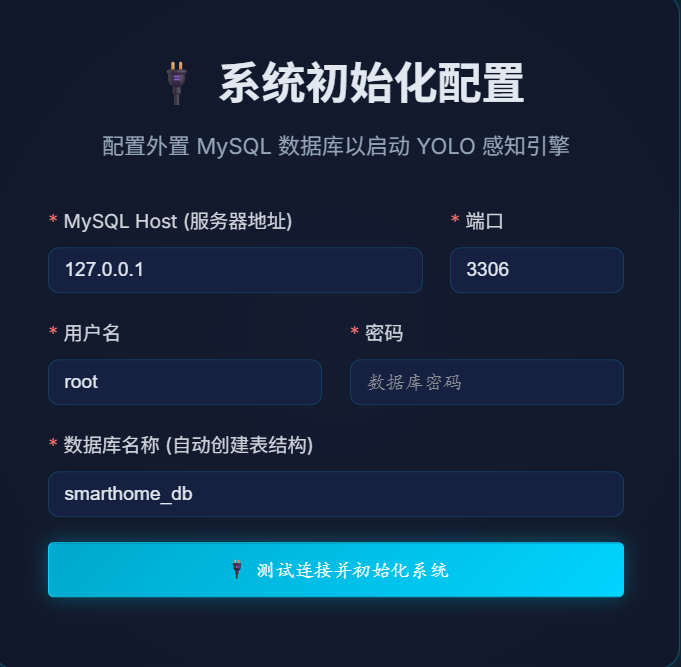 系统初始化配置
配置外置 MySQL 数据库以启动 YOLO 感知引擎
* MySQL Host (服务器地址)
* 端口
127.0.0.1
3306
* 用户名
* 密码
root
数据库密码
* 数据库名称 (自动创建表结构)
smarthome_db
测试连接并初始化系统